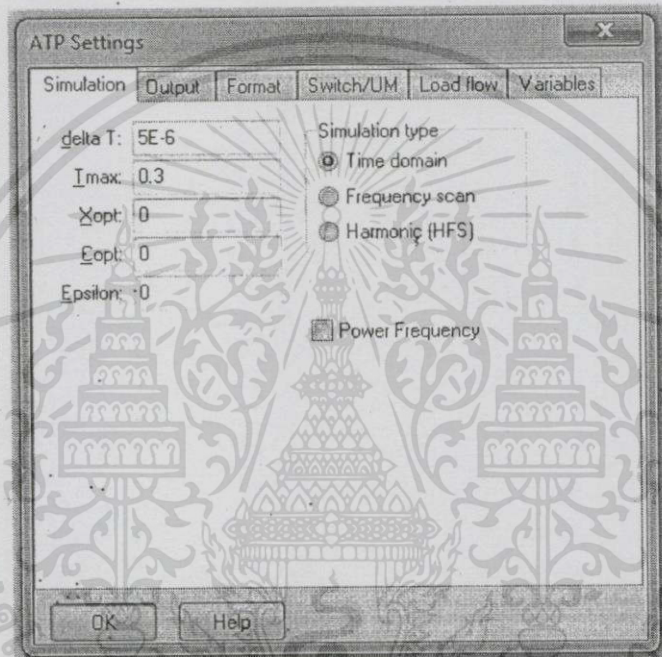 ATP Settings
Simulation Output Format Switch/UM Load flow Variables
delta T: 5E-6
Tmax: 0.3
Xopt: 0
Copt: 0
Epsilon: 0
Simulation type
Time domain
Frequency scan
Harmonic (HFS)
Power Frequency
OK Help